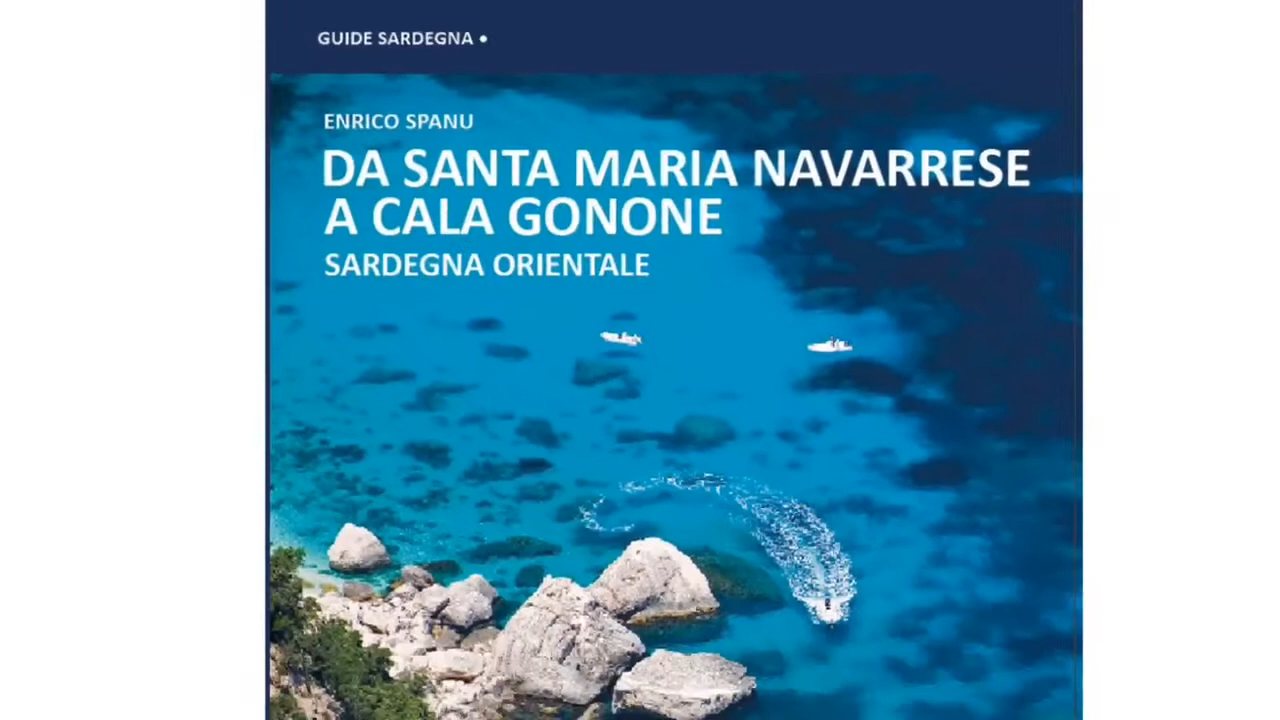 GUIDE SARDEGNA •
ENRICO SPANU
DA SANTA MARIA NAVARRESE
A CALA GONONE
SARDEGNA ORIENTALE